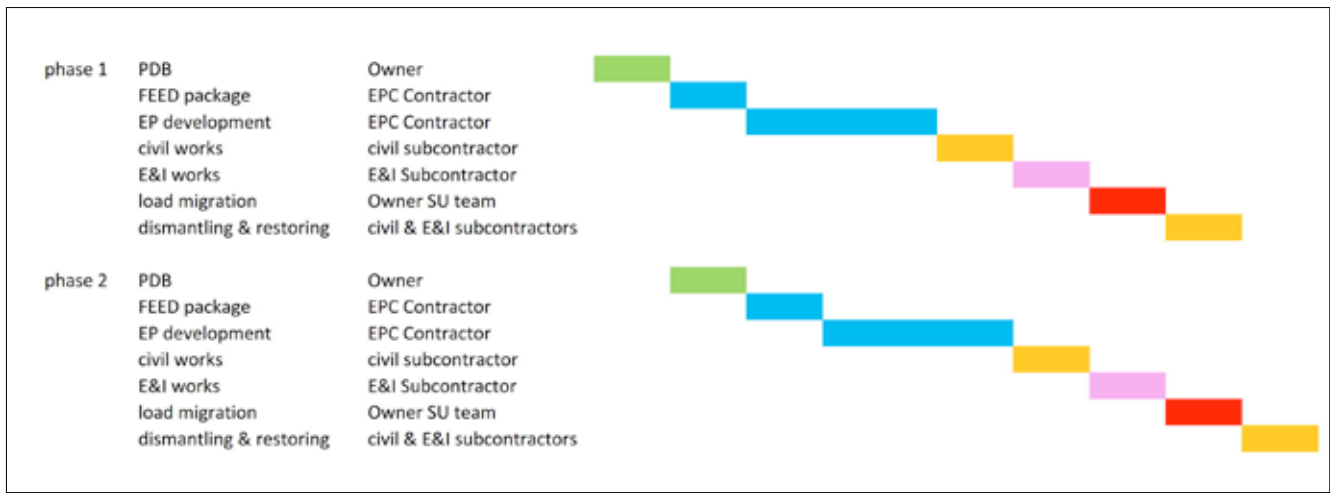 phase 1 PDB Owner
FEED package EPC Contractor
EP development EPC Contractor
civil works civil subcontractor
E&I works E&I Subcontractor
load migration Owner SU team
dismantling & restoring civil & E&I subcontractors
phase 2 PDB Owner
FEED package EPC Contractor
EP development EPC Contractor
civil works civil subcontractor
E&I works E&I Subcontractor
load migration Owner SU team
dismantling & restoring civil & E&I subcontractors